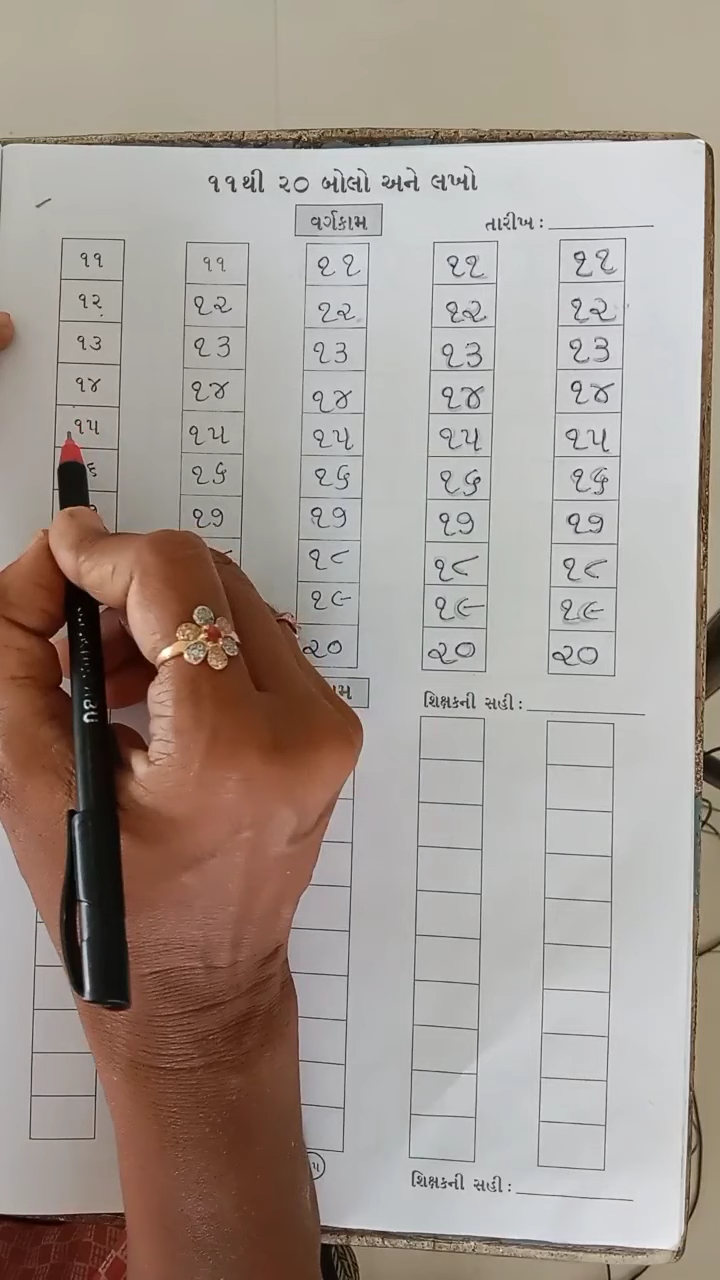 ૧૧થી ૨૦ બોલો અને લખો
વર્ગકામ
તારીખ :
૧૧ ૧૧ ૧૧ ૧૧ ૧૧
૧૨ ૧૨ ૧૨ ૧૨ ૧૨
૧૩ ૧૩ ૧૩ ૧૩ ૧૩
૧૪ ૧૪ ૧૪ ૧૪ ૧૪
૧૫ ૧૫ ૧૫ ૧૫ ૧૫
૬ ૧૬ ૧૬ ૧૬ ૧૬
૧૭ ૧૭ ૧૭ ૧૭
૧૮ ૧૮ ૧૮
૧૯ ૧૯ ૧૯
૨૦ ૨૦ ૨૦
શિક્ષકની સહી :
શિક્ષકની સહી :